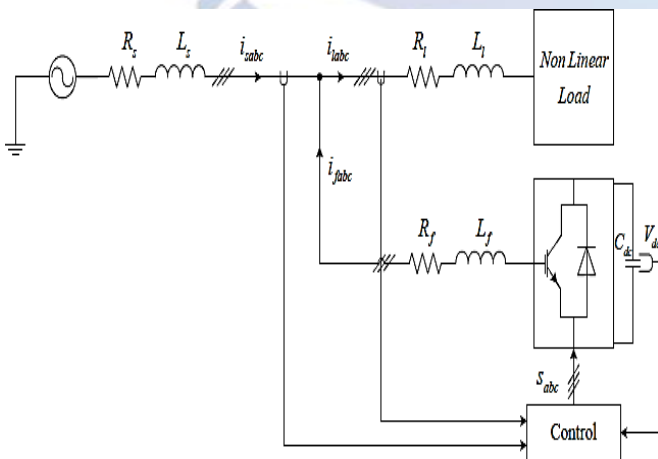 R_s
L_s
i_sabc
i_labc
R_l
L_l
Non Linear
Load
i_fabc
R_f
L_f
C_dc
V_dc
s_abc
Control